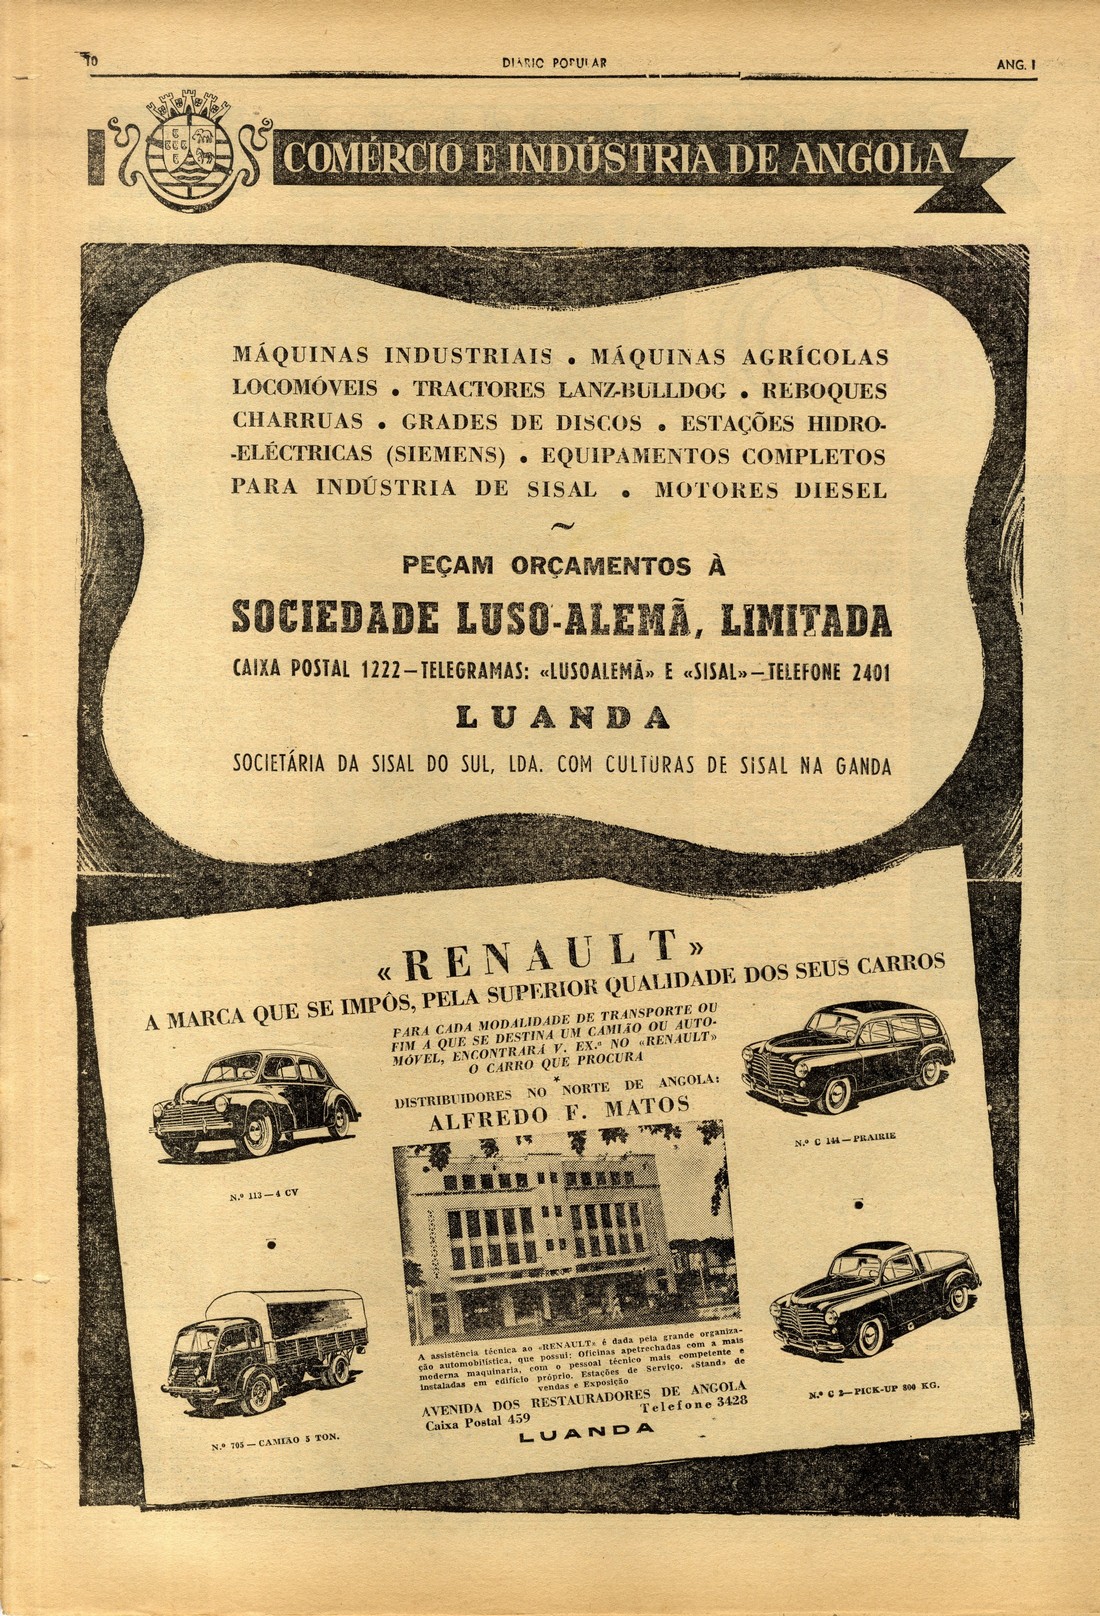 10
DIÁRIO POPULAR
ANG. 1
COMÉRCIO E INDÚSTRIA DE ANGOLA
MÁQUINAS INDUSTRIAIS • MÁQUINAS AGRÍCOLAS
LOCOMÓVEIS • TRACTORES LANZ-BULLDOG • REBOQUES
CHARRUAS • GRADES DE DISCOS • ESTAÇÕES HIDRO-
-ELÉCTRICAS (SIEMENS) • EQUIPAMENTOS COMPLETOS
PARA INDÚSTRIA DE SISAL • MOTORES DIESEL
~
PEÇAM ORÇAMENTOS À
SOCIEDADE LUSO-ALEMÃ, LIMITADA
CAIXA POSTAL 1222—TELEGRAMAS: «LUSOALEMÃ» E «SISAL»—TELEFONE 2401
LUANDA
SOCIETÁRIA DA SISAL DO SUL, LDA. COM CULTURAS DE SISAL NA GANDA
«RENAULT»
A MARCA QUE SE IMPÔS, PELA SUPERIOR QUALIDADE DOS SEUS CARROS
PARA CADA MODALIDADE DE TRANSPORTE OU
FIM A QUE SE DESTINA UM CAMIÃO OU AUTO-
MÓVEL, ENCONTRARÁ V. EX.ª NO «RENAULT»
O CARRO QUE PROCURA
*
DISTRIBUIDORES NO NORTE DE ANGOLA:
ALFREDO F. MATOS
N.º 113—4 CV
N.º C 144—PRAIRIE
N.º 705—CAMIÃO 5 TON.
N.º C 2—PICK-UP 800 KG.
A assistência técnica ao «RENAULT» é dada pela grande organiza-
ção automobilística, que possui: Oficinas apetrechadas com a mais
moderna maquinaria, com o pessoal técnico mais competente e
instaladas em edifício próprio. Estações de Serviço. «Stand» de
vendas e Exposição
AVENIDA DOS RESTAURADORES DE ANGOLA
Caixa Postal 459 Telefone 3428
LUANDA